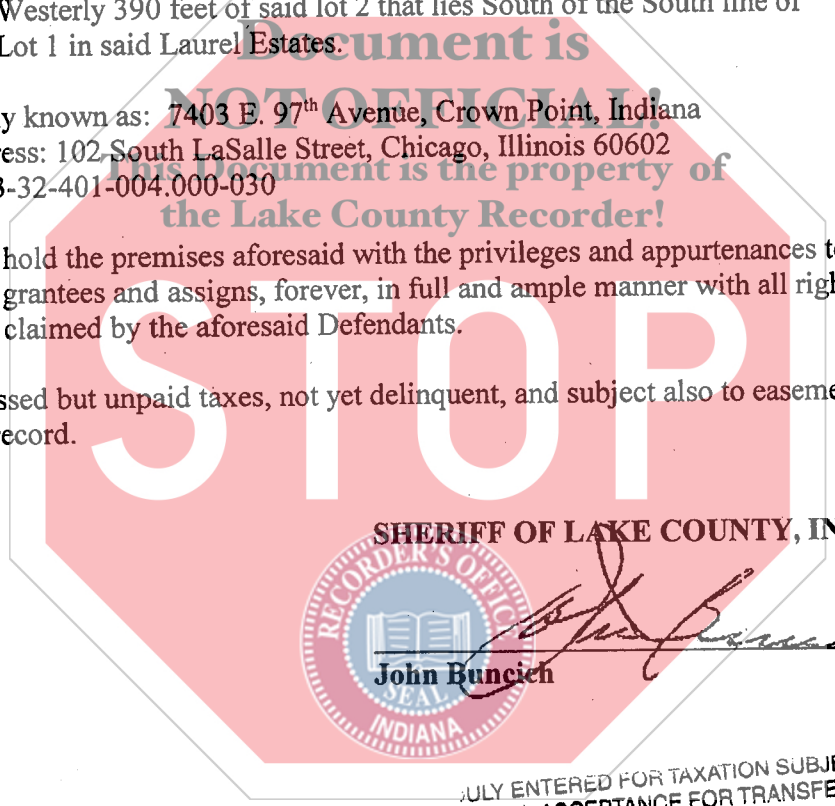 Westerly 390 feet of said lot 2 that lies South of the South line of
Lot 1 in said Laurel Estates.
Document is
NOT OFFICIAL!
y known as: 7403 E. 97th Avenue, Crown Point, Indiana
ess: 102 South LaSalle Street, Chicago, Illinois 60602
This Document is the property of
3-32-401-004.000-030
the Lake County Recorder!
hold the premises aforesaid with the privileges and appurtenances t
grantees and assigns, forever, in full and ample manner with all righ
claimed by the aforesaid Defendants.
STOP
ssed but unpaid taxes, not yet delinquent, and subject also to easeme
ecord.
SHERIFF OF LAKE COUNTY, IN
RECORDER'S OFFICE
John Buncich
SEAL
INDIANA
ULY ENTERED FOR TAXATION SUBJE
ACCEPTANCE FOR TRANSFE